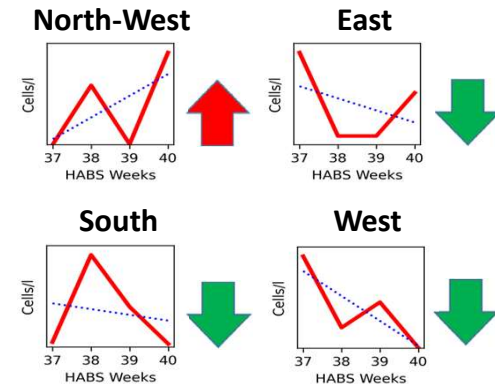 North-West
Cells/l
37 38 39 40
HABS Weeks
East
Cells/l
37 38 39 40
HABS Weeks
South
Cells/l
37 38 39 40
HABS Weeks
West
Cells/l
37 38 39 40
HABS Weeks